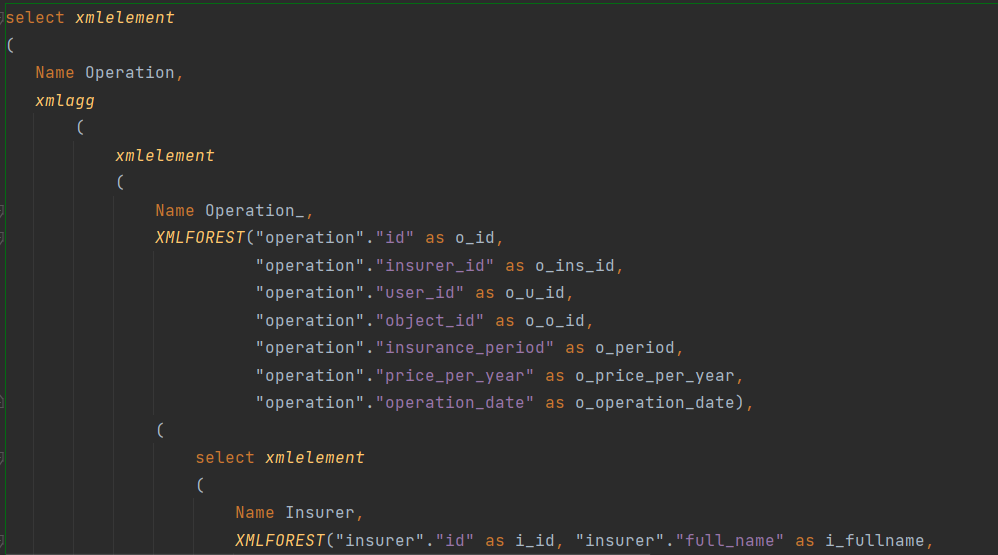 select xmlelement
(
Name Operation,
xmlagg
(
xmlelement
(
Name Operation_,
XMLFOREST("operation"."id" as o_id,
"operation"."insurer_id" as o_ins_id,
"operation"."user_id" as o_u_id,
"operation"."object_id" as o_o_id,
"operation"."insurance_period" as o_period,
"operation"."price_per_year" as o_price_per_year,
"operation"."operation_date" as o_operation_date),
(
select xmlelement
(
Name Insurer,
XMLFOREST("insurer"."id" as i_id, "insurer"."full_name" as i_fullname,